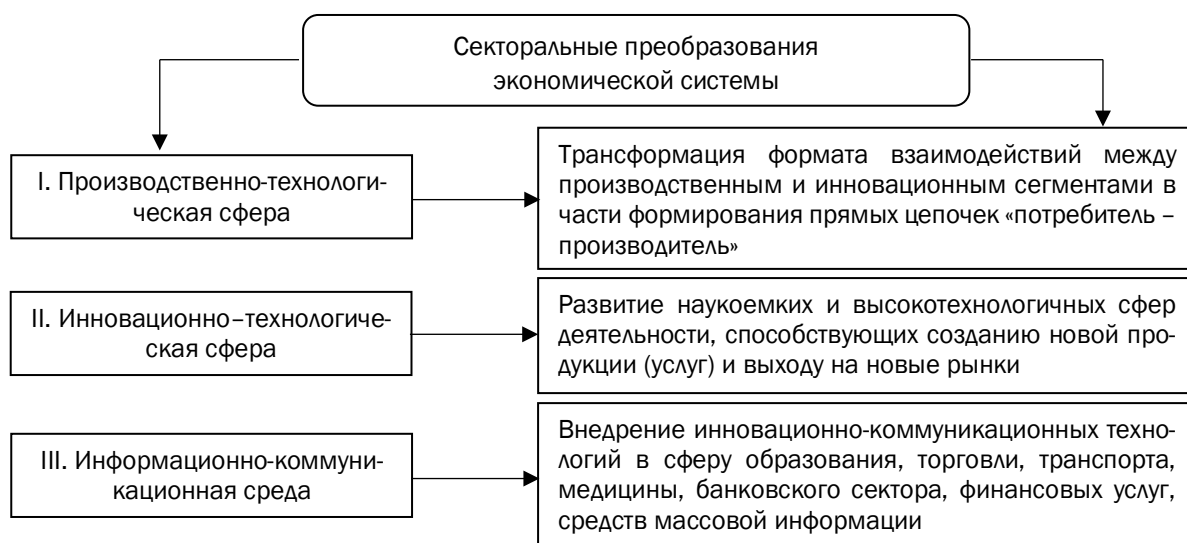 Секторальные преобразования
экономической системы
I. Производственно-технологи-
ческая сфера
Трансформация формата взаимодействий между
производственным и инновационным сегментами в
части формирования прямых цепочек «потребитель –
производитель»
II. Инновационно–технологиче-
ская сфера
Развитие наукоемких и высокотехнологичных сфер
деятельности, способствующих созданию новой про-
дукции (услуг) и выходу на новые рынки
III. Информационно-коммуни-
кационная среда
Внедрение инновационно-коммуникационных техно-
логий в сферу образования, торговли, транспорта,
медицины, банковского сектора, финансовых услуг,
средств массовой информации